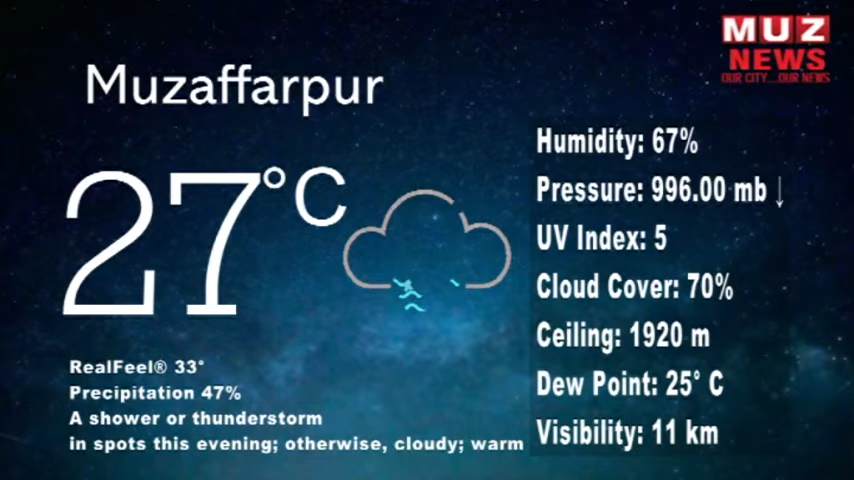 MUZ
NEWS
OUR CITY...OUR NEWS
Muzaffarpur
27°C
RealFeel® 33°
Precipitation 47%
A shower or thunderstorm
in spots this evening; otherwise, cloudy; warm
Humidity: 67%
Pressure: 996.00 mb ↓
UV Index: 5
Cloud Cover: 70%
Ceiling: 1920 m
Dew Point: 25° C
Visibility: 11 km